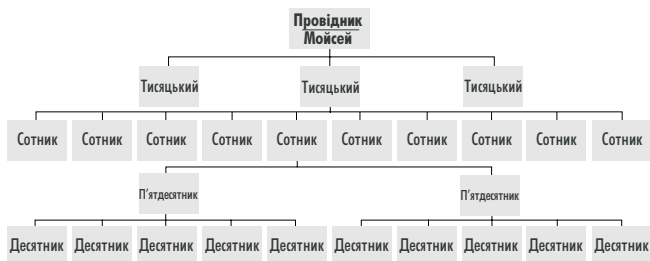 Провідник
Мойсей
Тисяцький Тисяцький Тисяцький
Сотник Сотник Сотник Сотник Сотник Сотник Сотник Сотник Сотник Сотник
П'ятдесятник П'ятдесятник
Десятник Десятник Десятник Десятник Десятник Десятник Десятник Десятник Десятник Десятник